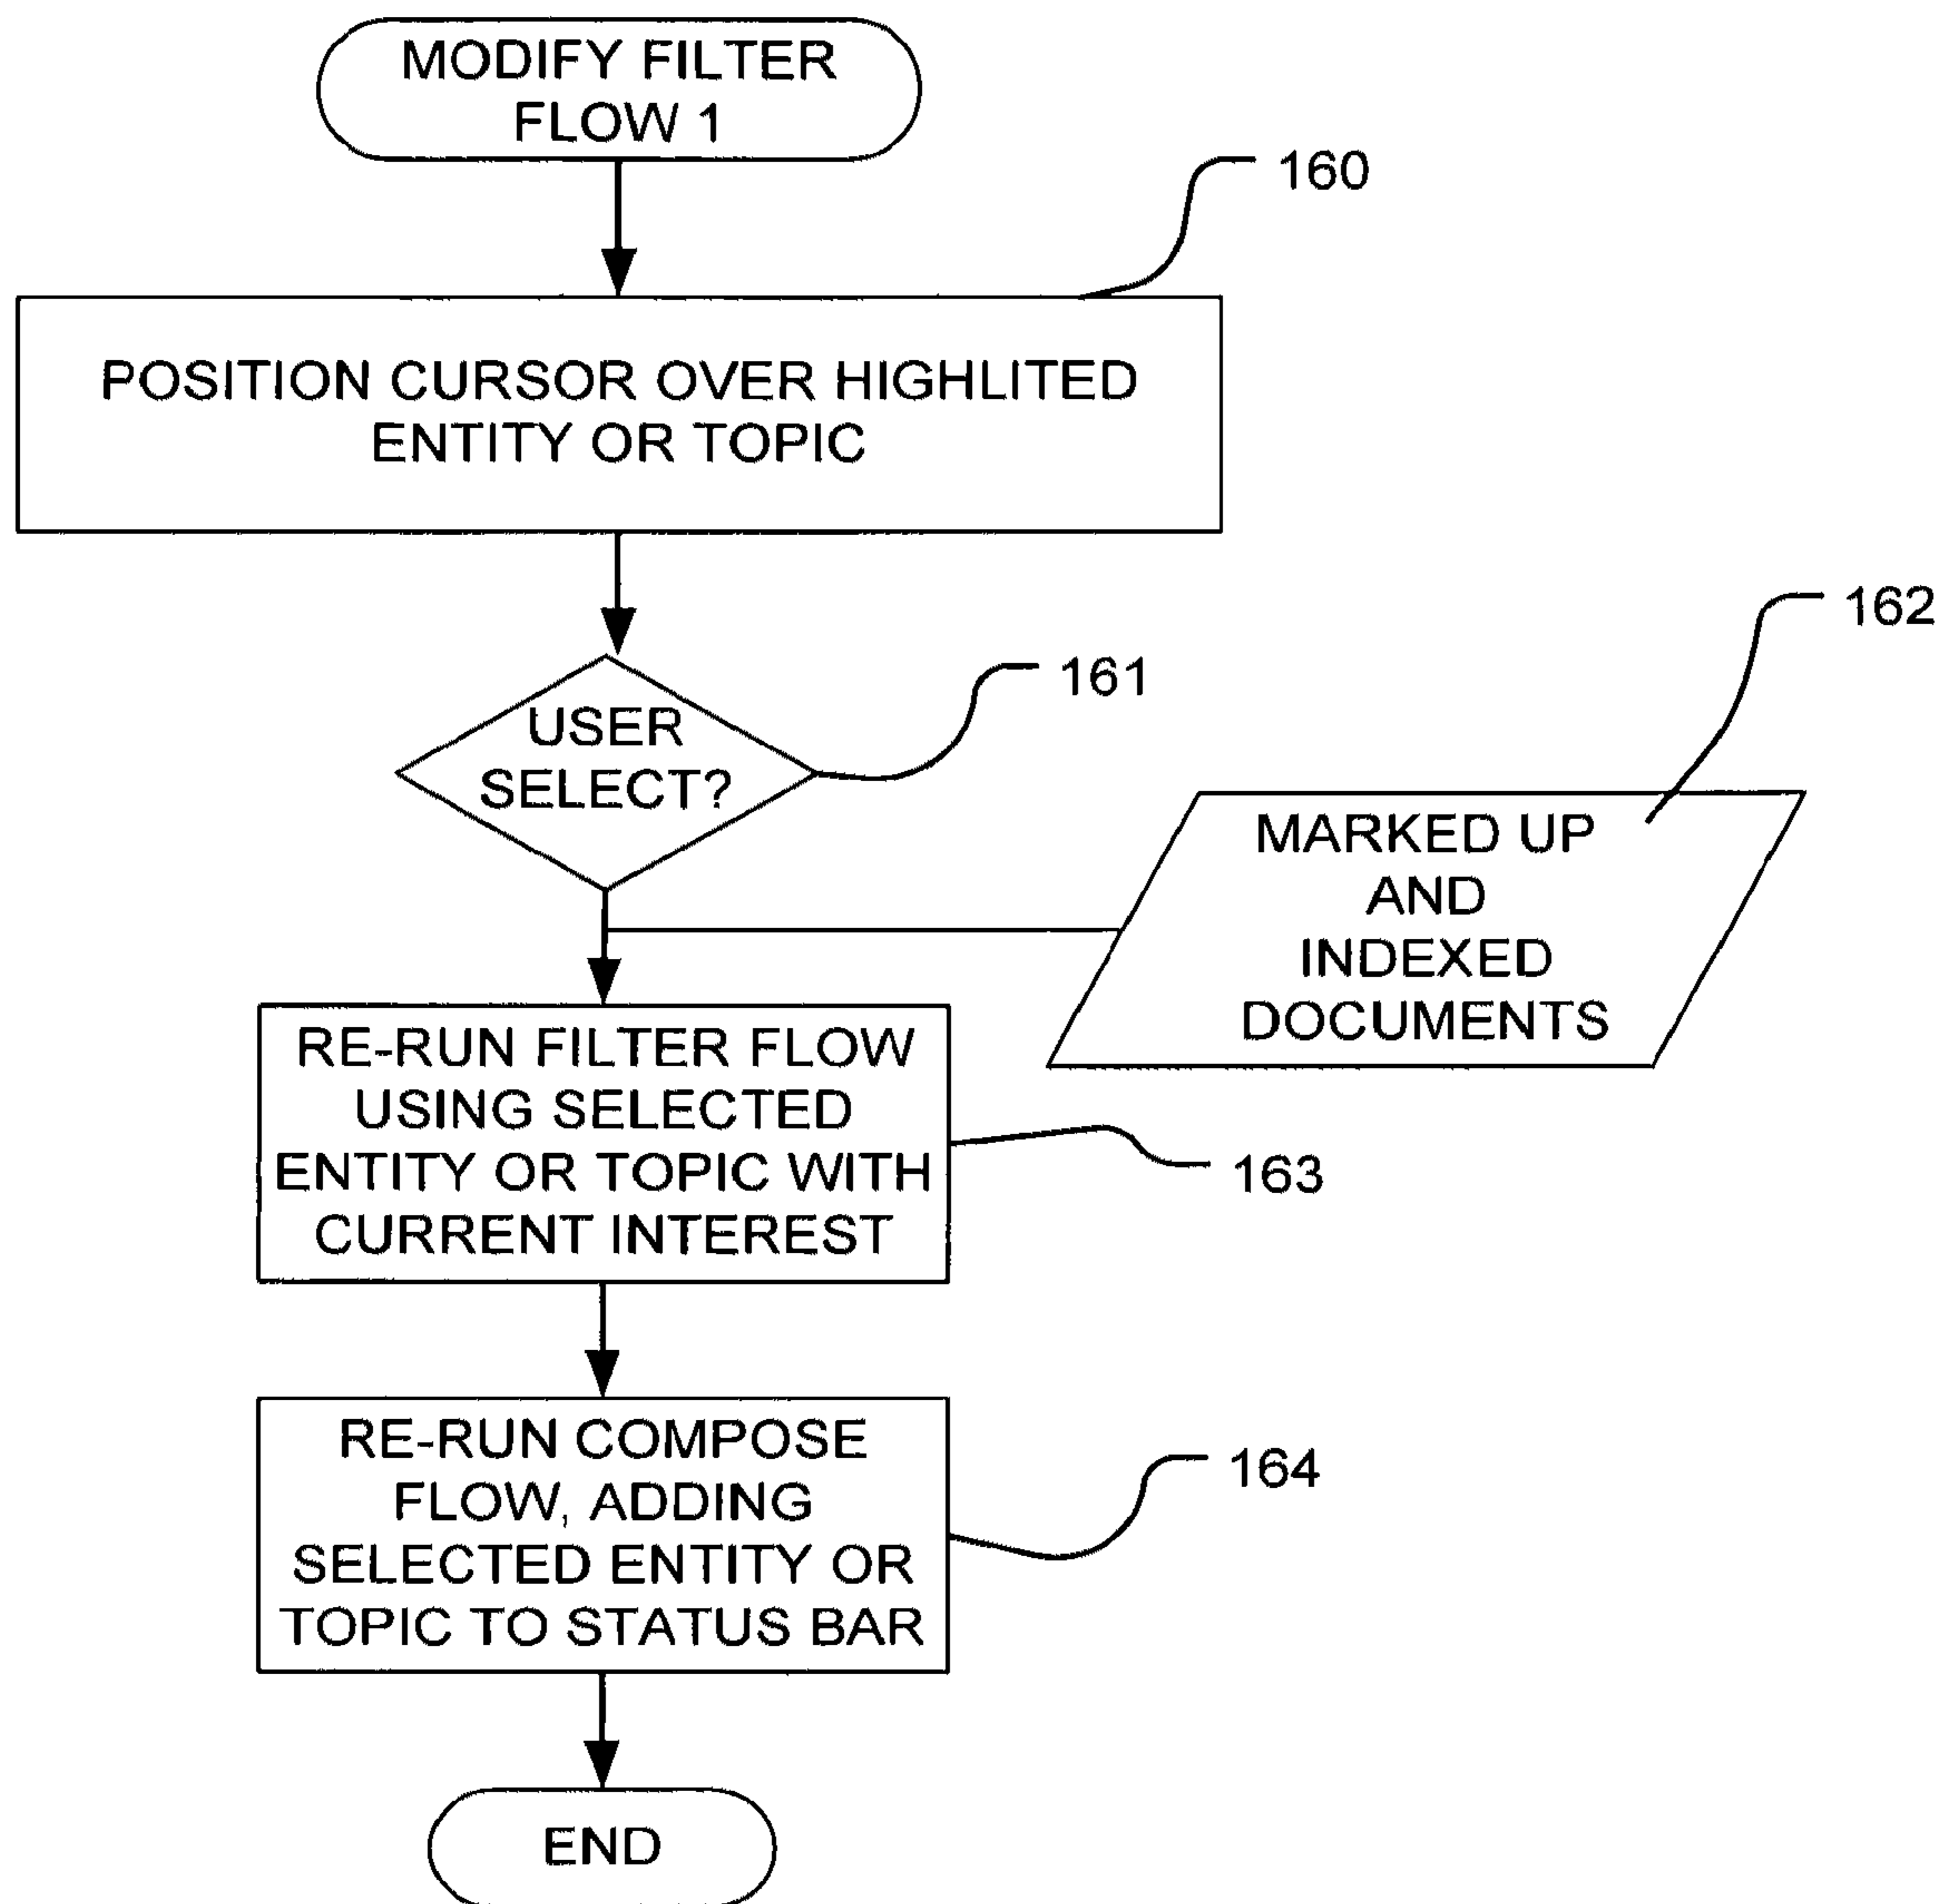 MODIFY FILTER
FLOW 1
160
POSITION CURSOR OVER HIGHLITED
ENTITY OR TOPIC
162
161
USER
SELECT?
MARKED UP
AND
INDEXED
DOCUMENTS
RE-RUN FILTER FLOW
USING SELECTED
ENTITY OR TOPIC WITH
CURRENT INTEREST
163
RE-RUN COMPOSE
FLOW, ADDING
SELECTED ENTITY OR
TOPIC TO STATUS BAR
164
END